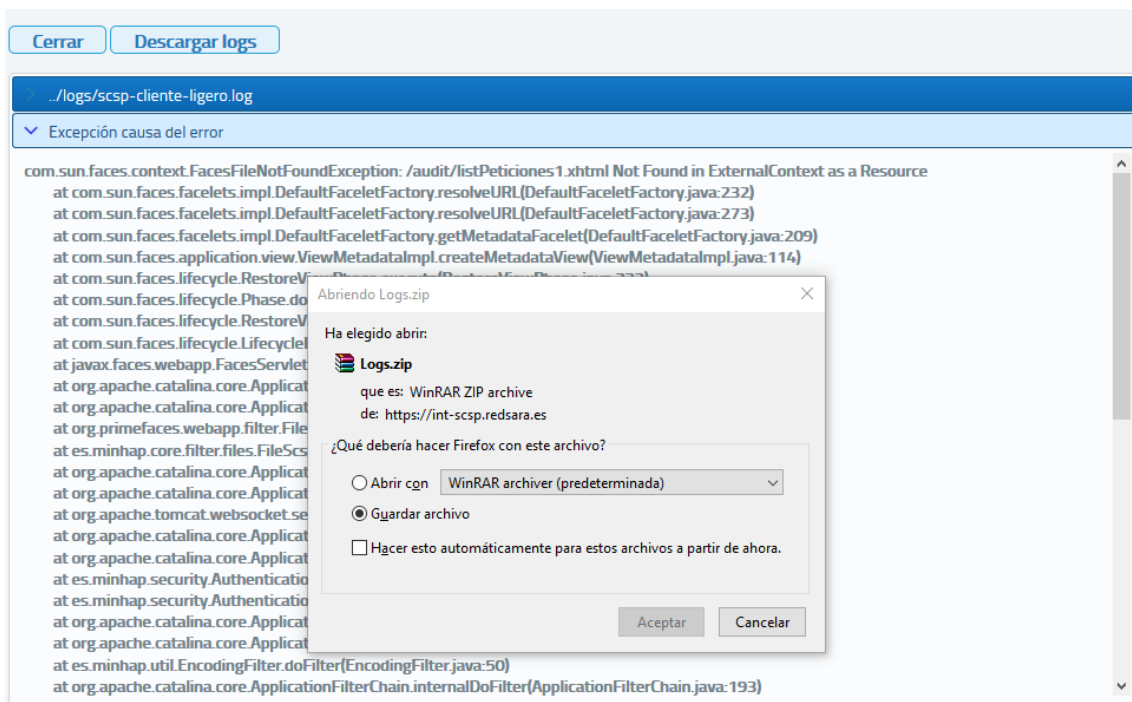 Cerrar
Descargar logs
../logs/scsp-cliente-ligero.log
Excepción causa del error
com.sun.faces.context.FacesFileNotFoundException: /audit/listPeticiones1.xhtml Not Found in ExternalContext as a Resource
at com.sun.faces.facelets.impl.DefaultFaceletFactory.resolveURL(DefaultFaceletFactory.java:232)
at com.sun.faces.facelets.impl.DefaultFaceletFactory.resolveURL(DefaultFaceletFactory.java:273)
at com.sun.faces.facelets.impl.DefaultFaceletFactory.getMetadataFacelet(DefaultFaceletFactory.java:209)
at com.sun.faces.application.view.ViewMetadataImpl.createMetadataView(ViewMetadataImpl.java:114)
at com.sun.faces.lifecycle.RestoreViewPhase.execute(RestoreViewPhase.java:233)
at com.sun.faces.lifecycle.Phase.do
at com.sun.faces.lifecycle.RestoreV
at com.sun.faces.lifecycle.Lifecyclel
at javax.faces.webapp.FacesServlet
at org.apache.catalina.core.Applicat
at org.apache.catalina.core.Applicat
at org.primefaces.webapp.filter.File
at es.minhap.core.filter.files.FileScs
at org.apache.catalina.core.Applicat
at org.apache.catalina.core.Applicat
at org.apache.tomcat.websocket.se
at org.apache.catalina.core.Applicat
at org.apache.catalina.core.Applicat
at es.minhap.security.Authenticatio
at es.minhap.security.Authenticatio
at org.apache.catalina.core.Applicat
at org.apache.catalina.core.Applicat
at es.minhap.util.EncodingFilter.doFilter(EncodingFilter.java:50)
at org.apache.catalina.core.ApplicationFilterChain.internalDoFilter(ApplicationFilterChain.java:193)
Abriendo Logs.zip
Ha elegido abrir:
Logs.zip
que es: WinRAR ZIP archive
de: https://int-scsp.redsara.es
¿Qué debería hacer Firefox con este archivo?
Abrir con WinRAR archiver (predeterminada)
Guardar archivo
Hacer esto automáticamente para estos archivos a partir de ahora.
Aceptar
Cancelar